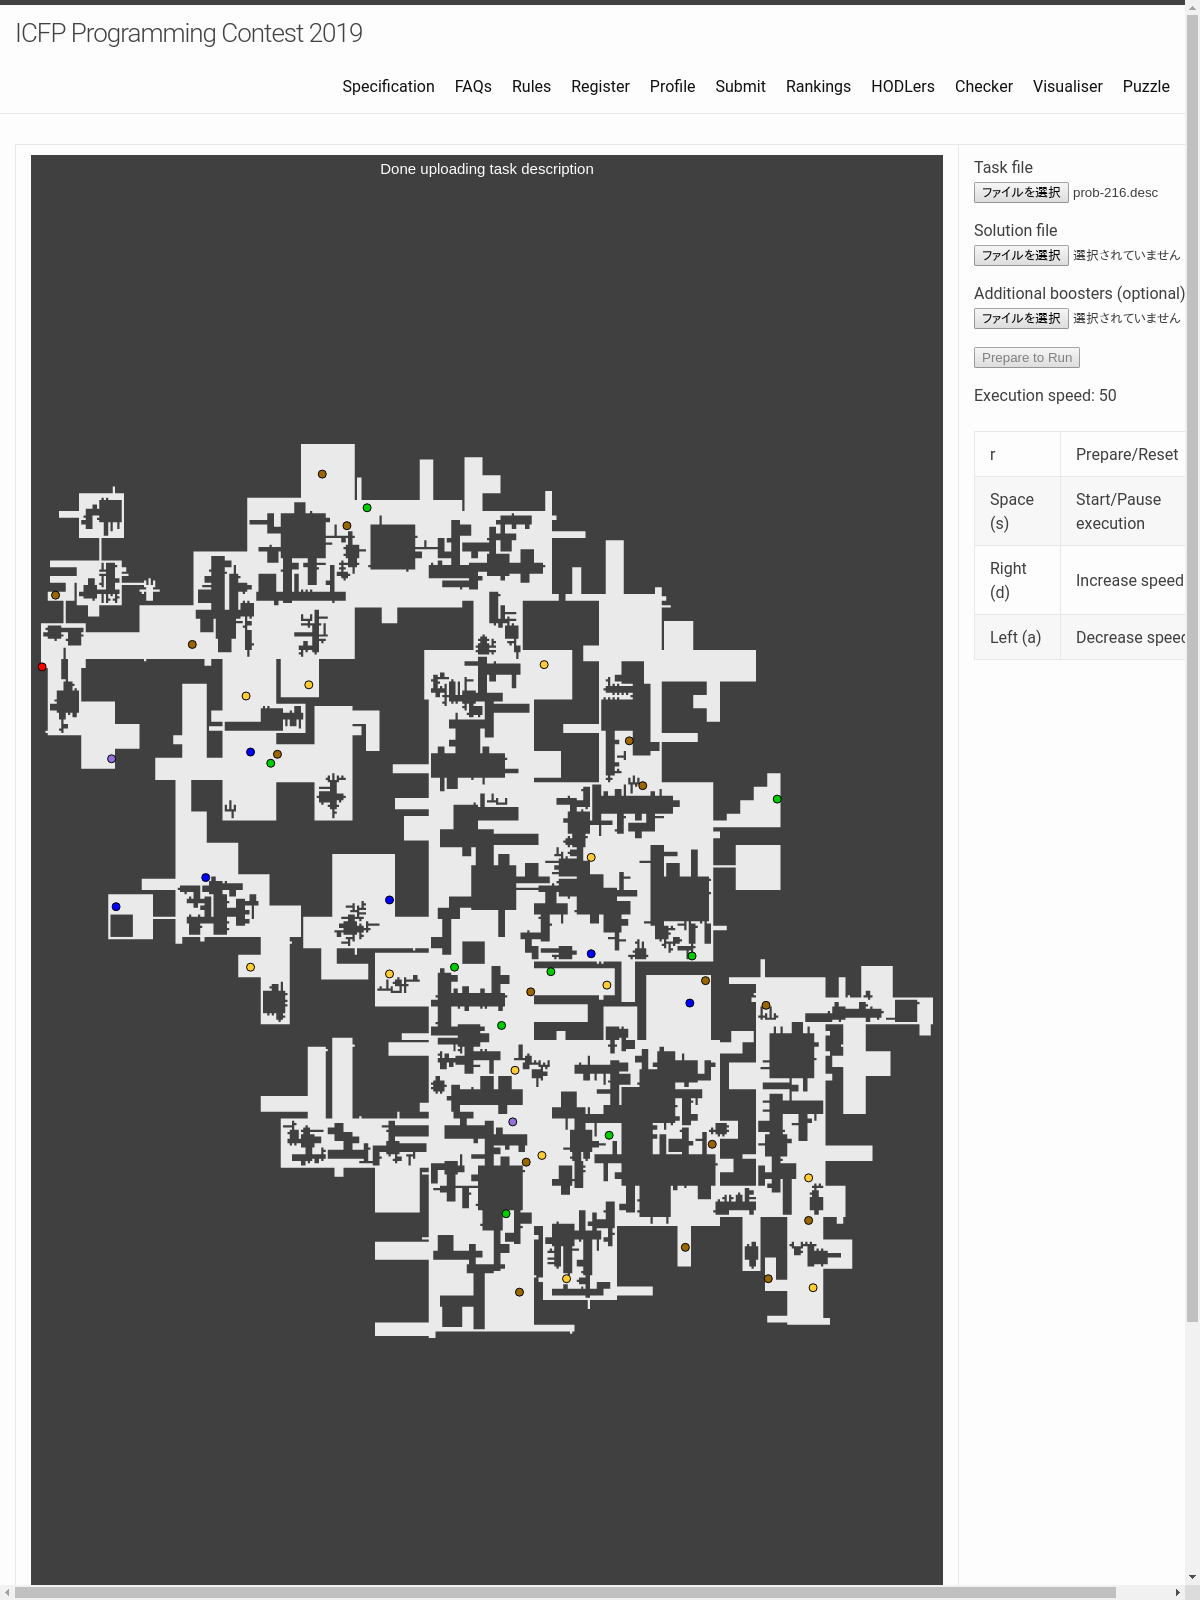 ICFP Programming Contest 2019
Specification FAQs Rules Register Profile Submit Rankings HODLers Checker Visualiser Puzzle
Done uploading task description
Task file
ファイルを選択 prob-216.desc
Solution file
ファイルを選択 選択されていません
Additional boosters (optional)
ファイルを選択 選択されていません
Prepare to Run
Execution speed: 50
r Prepare/Reset
Space (s) Start/Pause execution
Right (d) Increase speed
Left (a) Decrease speed